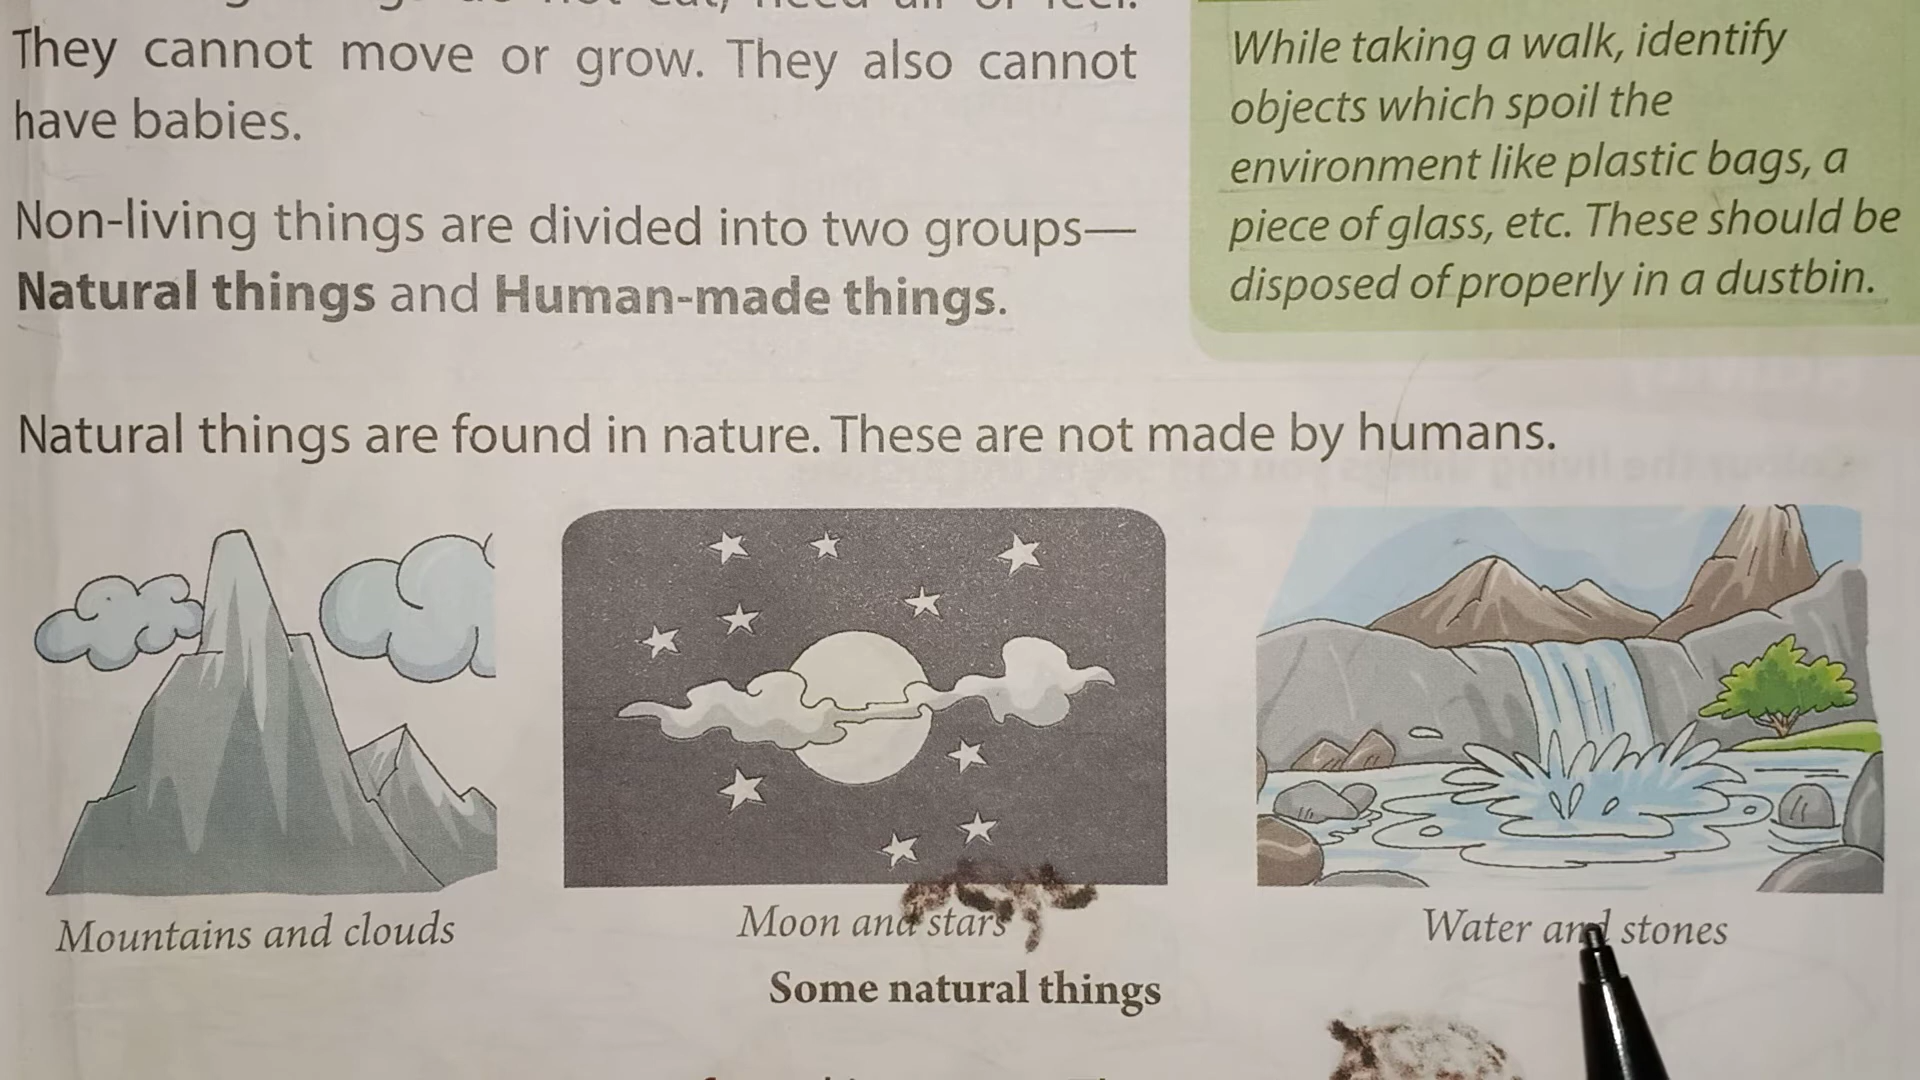 They cannot move or grow. They also cannot
have babies.
Non-living things are divided into two groups—
Natural things and Human-made things.
While taking a walk, identify
objects which spoil the
environment like plastic bags, a
piece of glass, etc. These should be
disposed of properly in a dustbin.
Natural things are found in nature. These are not made by humans.
Mountains and clouds
Moon and stars
Water and stones
Some natural things